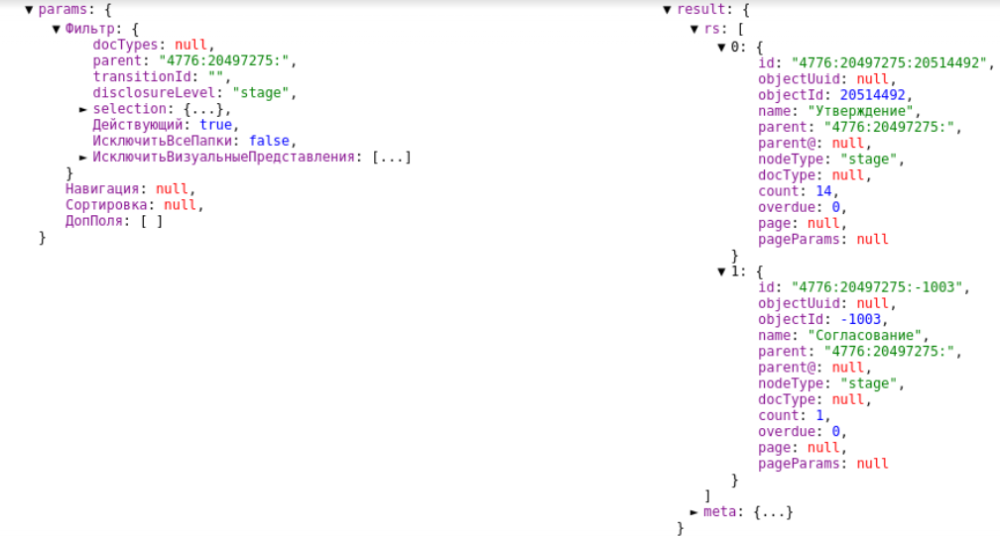 ▼ params: {
▼ Фильтр: {
docTypes: null,
parent: "4776:20497275:",
transitionId: "",
disclosureLevel: "stage",
► selection: {...},
Действующий: true,
ИсключитьВсеПапки: false,
► ИсключитьВизуальныеПредставления: [...]
}
Навигация: null,
Сортировка: null,
ДопПоля: [ ]
}
▼ result: {
▼ rs: [
▼ 0: {
id: "4776:20497275:20514492",
objectUuid: null,
objectId: 20514492,
name: "Утверждение",
parent: "4776:20497275:",
parent@: null,
nodeType: "stage",
docType: null,
count: 14,
overdue: 0,
page: null,
pageParams: null
}
▼ 1: {
id: "4776:20497275:-1003",
objectUuid: null,
objectId: -1003,
name: "Согласование",
parent: "4776:20497275:",
parent@: null,
nodeType: "stage",
docType: null,
count: 1,
overdue: 0,
page: null,
pageParams: null
}
]
► meta: {...}
}